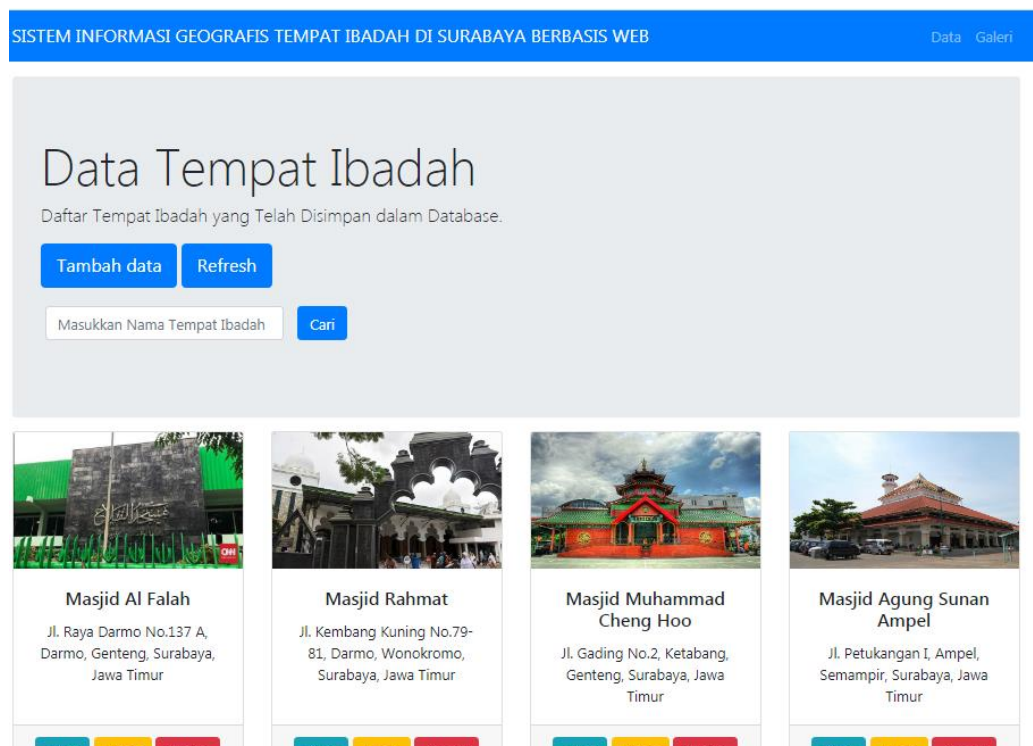 SISTEM INFORMASI GEOGRAFIS TEMPAT IBADAH DI SURABAYA BERBASIS WEB
Data Galeri
Data Tempat Ibadah
Daftar Tempat Ibadah yang Telah Disimpan dalam Database.
Tambah data Refresh
Masukkan Nama Tempat Ibadah Cari
CNN
Masjid Al Falah
Jl. Raya Darmo No.137 A,
Darmo, Genteng, Surabaya,
Jawa Timur
Masjid Rahmat
Jl. Kembang Kuning No.79-
81, Darmo, Wonokromo,
Surabaya, Jawa Timur
Masjid Muhammad
Cheng Hoo
Jl. Gading No.2, Ketabang,
Genteng, Surabaya, Jawa
Timur
Masjid Agung Sunan
Ampel
Jl. Petukangan I, Ampel,
Semampir, Surabaya, Jawa
Timur